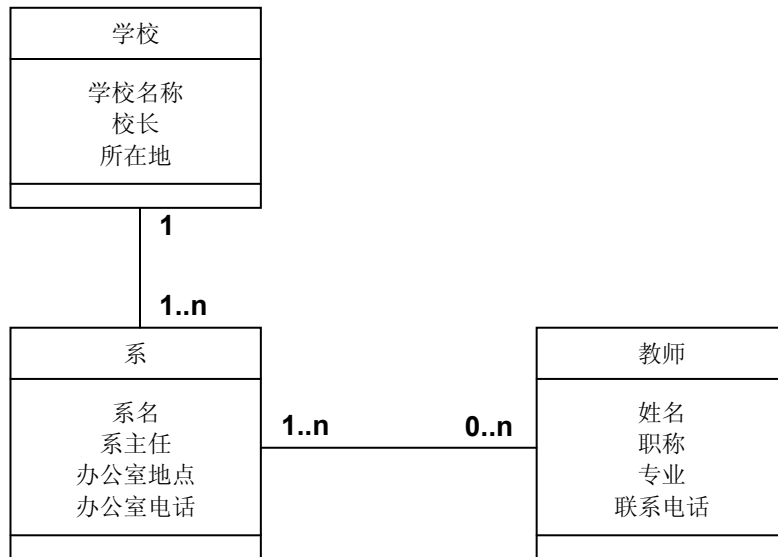 学校
学校名称
校长
所在地
1
1..n
系
系名
系主任
办公室地点
办公室电话
1..n
0..n
教师
姓名
职称
专业
联系电话